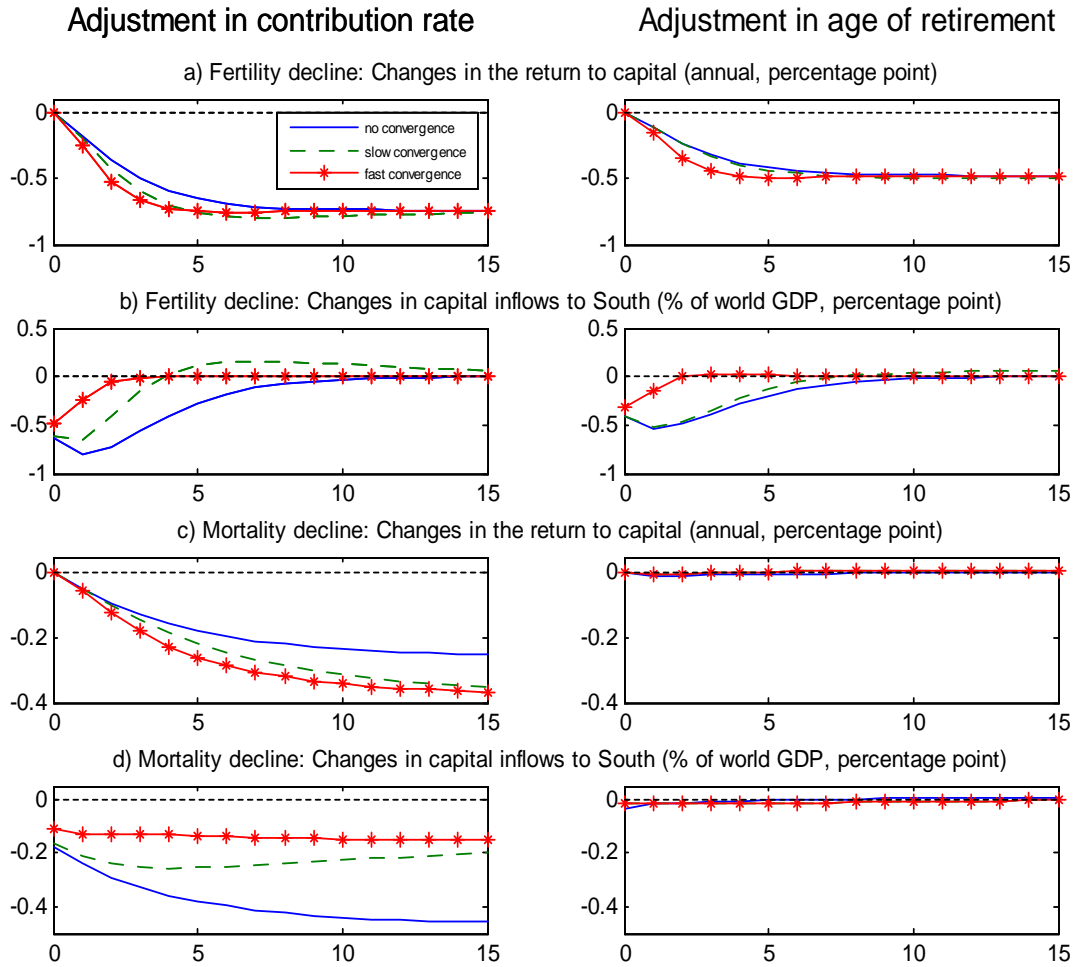 Adjustment in contribution rate
Adjustment in age of retirement
a) Fertility decline: Changes in the return to capital (annual, percentage point)
0
-0.5
-1
no convergence
slow convergence
fast convergence
0 5 10 15
0
-0.5
-1
0 5 10 15
b) Fertility decline: Changes in capital inflows to South (% of world GDP, percentage point)
0.5
0
-0.5
-1
0 5 10 15
0.5
0
-0.5
-1
0 5 10 15
c) Mortality decline: Changes in the return to capital (annual, percentage point)
0
-0.2
-0.4
0 5 10 15
0
-0.2
-0.4
0 5 10 15
d) Mortality decline: Changes in capital inflows to South (% of world GDP, percentage point)
0
-0.2
-0.4
0 5 10 15
0
-0.2
-0.4
0 5 10 15